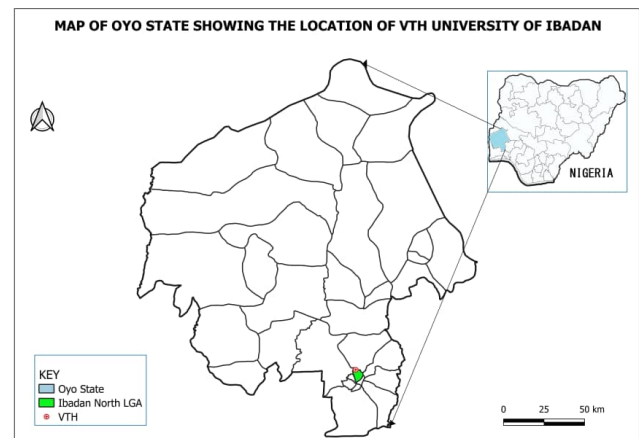 MAP OF OYO STATE SHOWING THE LOCATION OF VTH UNIVERSITY OF IBADAN
NIGERIA
KEY
Oyo State
Ibadan North LGA
VTH
0 25 50 km